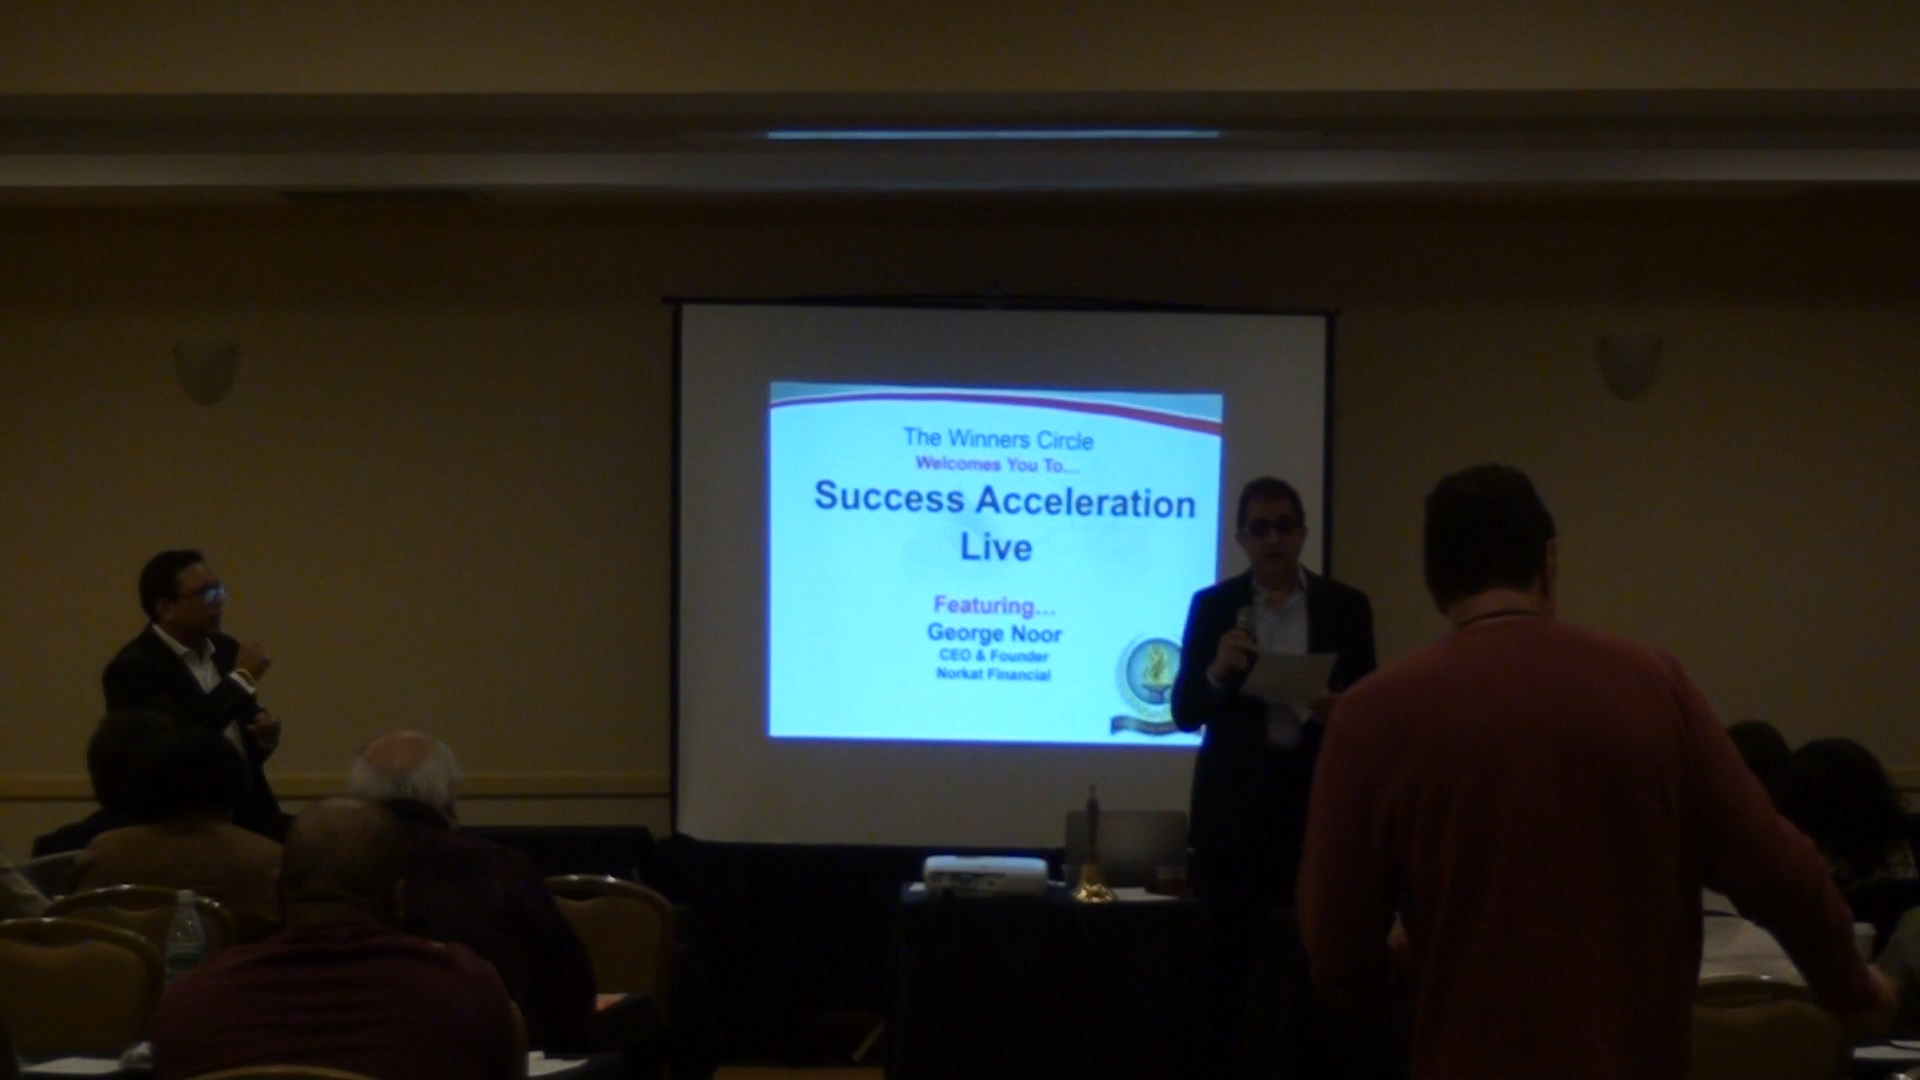 The Winners Circle
Welcomes You To...
Success Acceleration
Live
Featuring...
George Noor
CEO & Founder
Norkat Financial